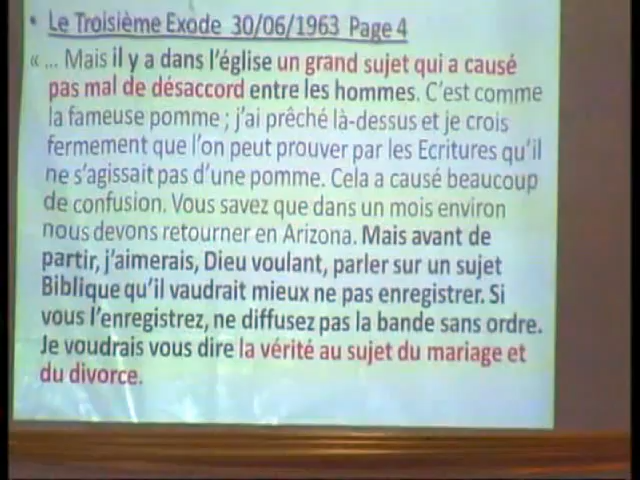 • Le Troisième Exode 30/06/1963 Page 4
« ... Mais il y a dans l'église un grand sujet qui a causé
pas mal de désaccord entre les hommes. C'est comme
la fameuse pomme ; j'ai prêché là-dessus et je crois
fermement que l'on peut prouver par les Ecritures qu'il
ne s'agissait pas d'une pomme. Cela a causé beaucoup
de confusion. Vous savez que dans un mois environ
nous devons retourner en Arizona. Mais avant de
partir, j'aimerais, Dieu voulant, parler sur un sujet
Biblique qu'il vaudrait mieux ne pas enregistrer. Si
vous l'enregistrez, ne diffusez pas la bande sans ordre.
Je voudrais vous dire la vérité au sujet du mariage et
du divorce.